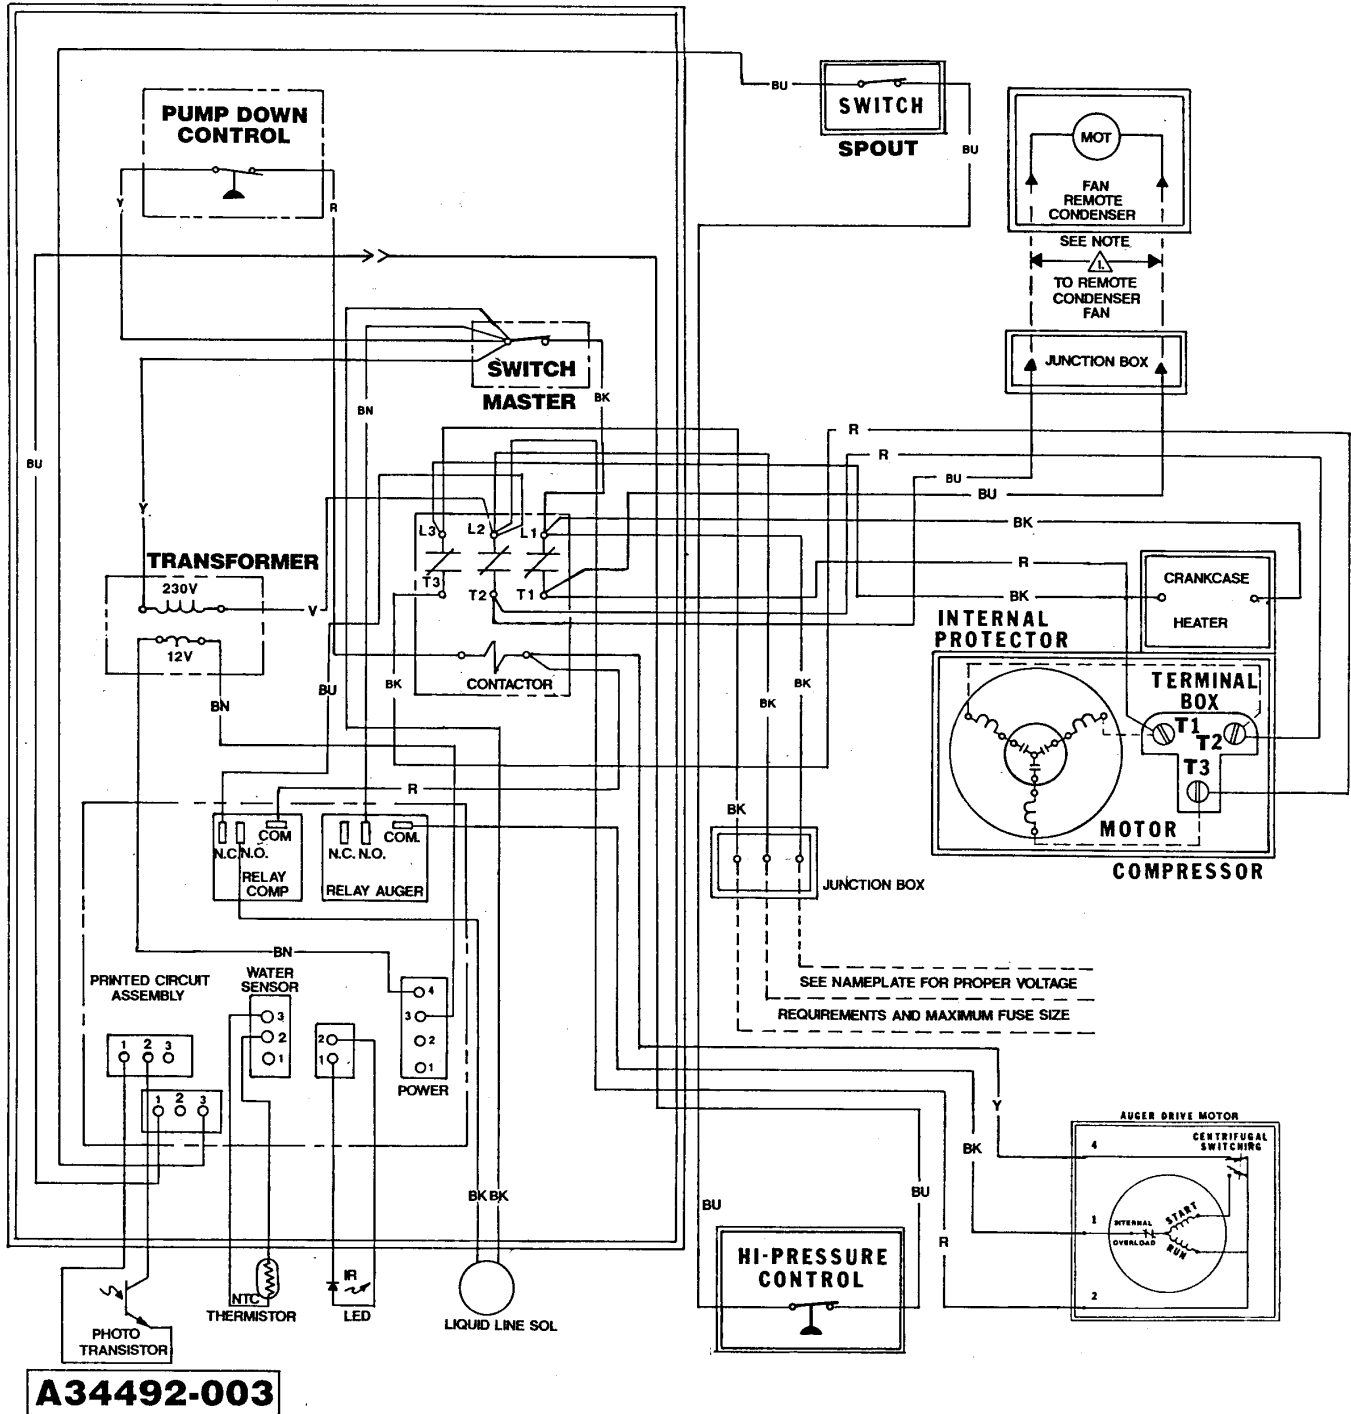 PUMP DOWN
CONTROL
Y
R
BU
SWITCH
SPOUT
BU
MOT
FAN
REMOTE
CONDENSER
SEE NOTE
1.
TO REMOTE
CONDENSER
FAN
JUNCTION BOX
SWITCH
MASTER
BK
BN
BU
Y
R
R
BU
BU
BK
R
BK
L3
L2
L1
T3
T2
T1
CONTACTOR
TRANSFORMER
230V
V
12V
BN
BU
BK
BK
BK
CRANKCASE
HEATER
INTERNAL
PROTECTOR
TERMINAL
BOX
T1
T2
T3
MOTOR
COMPRESSOR
R
BK
N.C.
N.O.
COM
RELAY
COMP
N.C.
N.O.
COM.
RELAY AUGER
JUNCTION BOX
BN
PRINTED CIRCUIT
ASSEMBLY
WATER
SENSOR
3
2
1
2
1
4
3
2
1
POWER
1 2 3
1 2 3
SEE NAMEPLATE FOR PROPER VOLTAGE
REQUIREMENTS AND MAXIMUM FUSE SIZE
Y
BK
AUGER DRIVE MOTOR
4
CENTRIFUGAL
SWITCHING
1
INTERNAL
OVERLOAD
START
RUN
2
BK BK
BU
BU
R
HI-PRESSURE
CONTROL
PHOTO
TRANSISTOR
NTC
THERMISTOR
IR
LED
LIQUID LINE SOL
A34492-003